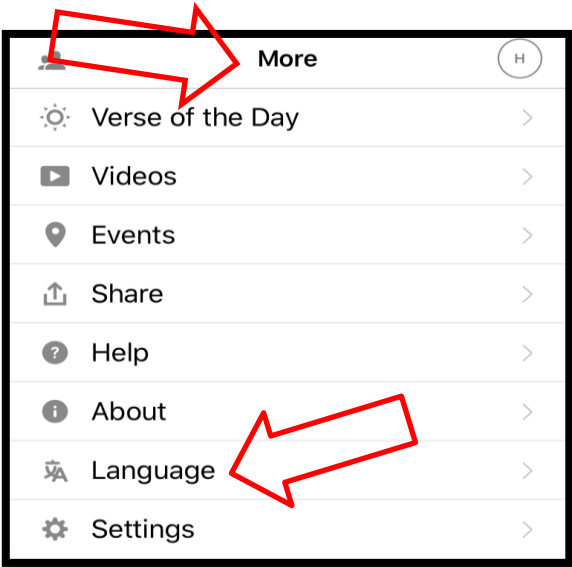 More
H
Verse of the Day
Videos
Events
Share
Help
About
Language
Settings